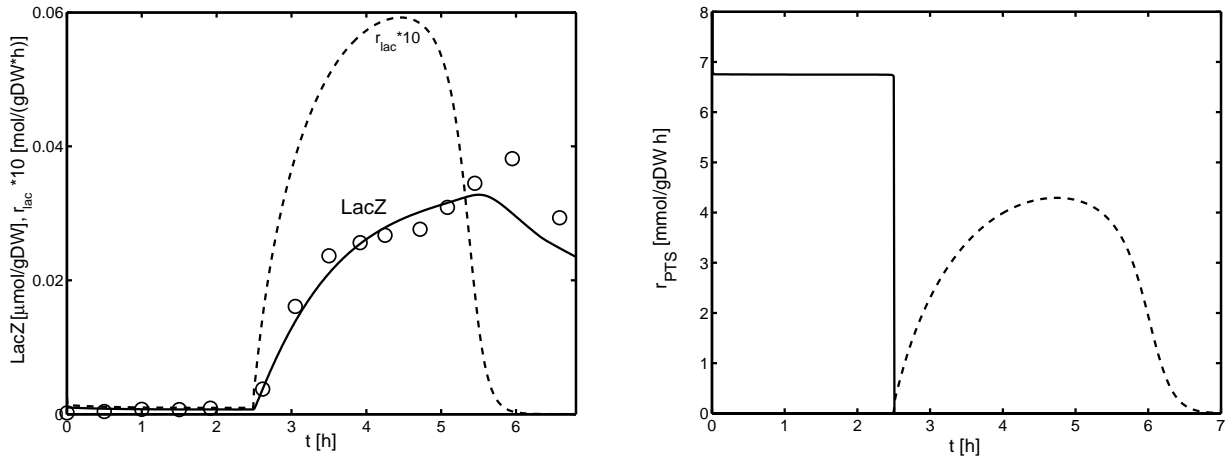 LacZ [μmol/gDW], r_lac *10 [mol/(gDW*h)]
0.06
0.04
0.02
0
r_lac*10
LacZ
0 1 2 3 4 5 6
t [h]
r_PTS [mmol/gDW h]
8
7
6
5
4
3
2
1
0
0 1 2 3 4 5 6 7
t [h]